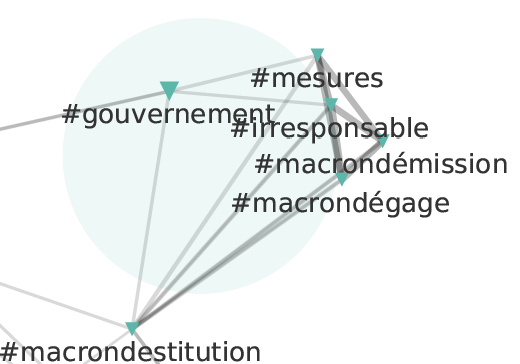 #mesures
#gouvernement
#irresponsable
#macrondémission
#macrondégage
#macrondestitution